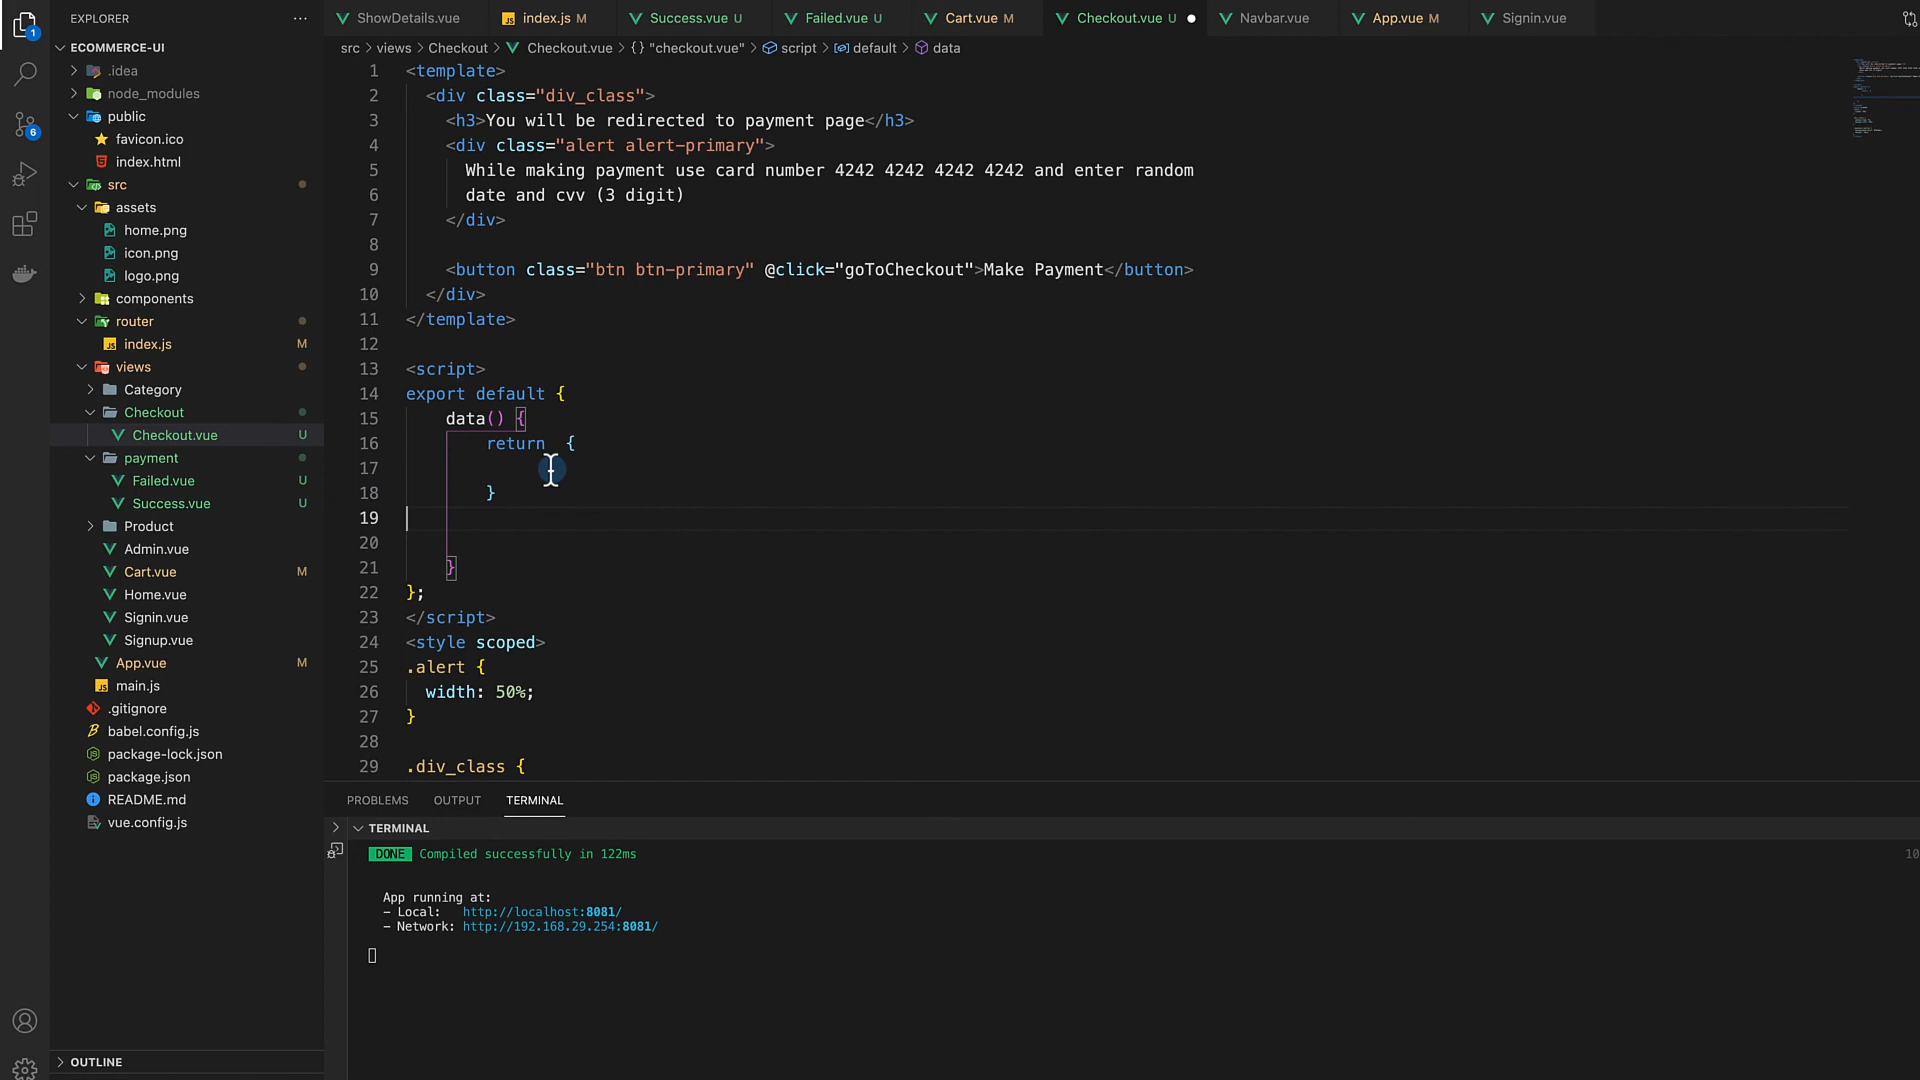 EXPLORER
ShowDetails.vue
index.js M
Success.vue U
Failed.vue U
Cart.vue M
Checkout.vue U
Navbar.vue
App.vue M
Signin.vue
1
ECOMMERCE-UI
src > views > Checkout > Checkout.vue > {} "checkout.vue" > script > default > data
.idea
node_modules
public
favicon.ico
index.html
src
assets
home.png
icon.png
logo.png
components
router
index.js M
views
Category
Checkout
Checkout.vue U
payment
Failed.vue U
Success.vue U
Product
Admin.vue
Cart.vue M
Home.vue
Signin.vue
Signup.vue
App.vue M
main.js
.gitignore
babel.config.js
package-lock.json
package.json
README.md
vue.config.js
OUTLINE
6
1 <template>
2 <div class="div_class">
3 <h3>You will be redirected to payment page</h3>
4 <div class="alert alert-primary">
5 While making payment use card number 4242 4242 4242 4242 and enter random
6 date and cvv (3 digit)
7 </div>
8
9 <button class="btn btn-primary" @click="goToCheckout">Make Payment</button>
10 </div>
11 </template>
12
13 <script>
14 export default {
15 data() {
16 return {
17
18 }
19
20
21 }
22 };
23 </script>
24 <style scoped>
25 .alert {
26 width: 50%;
27 }
28
29 .div_class {
PROBLEMS OUTPUT TERMINAL
TERMINAL
DONE Compiled successfully in 122ms
10
App running at:
- Local: http://localhost:8081/
- Network: http://192.168.29.254:8081/